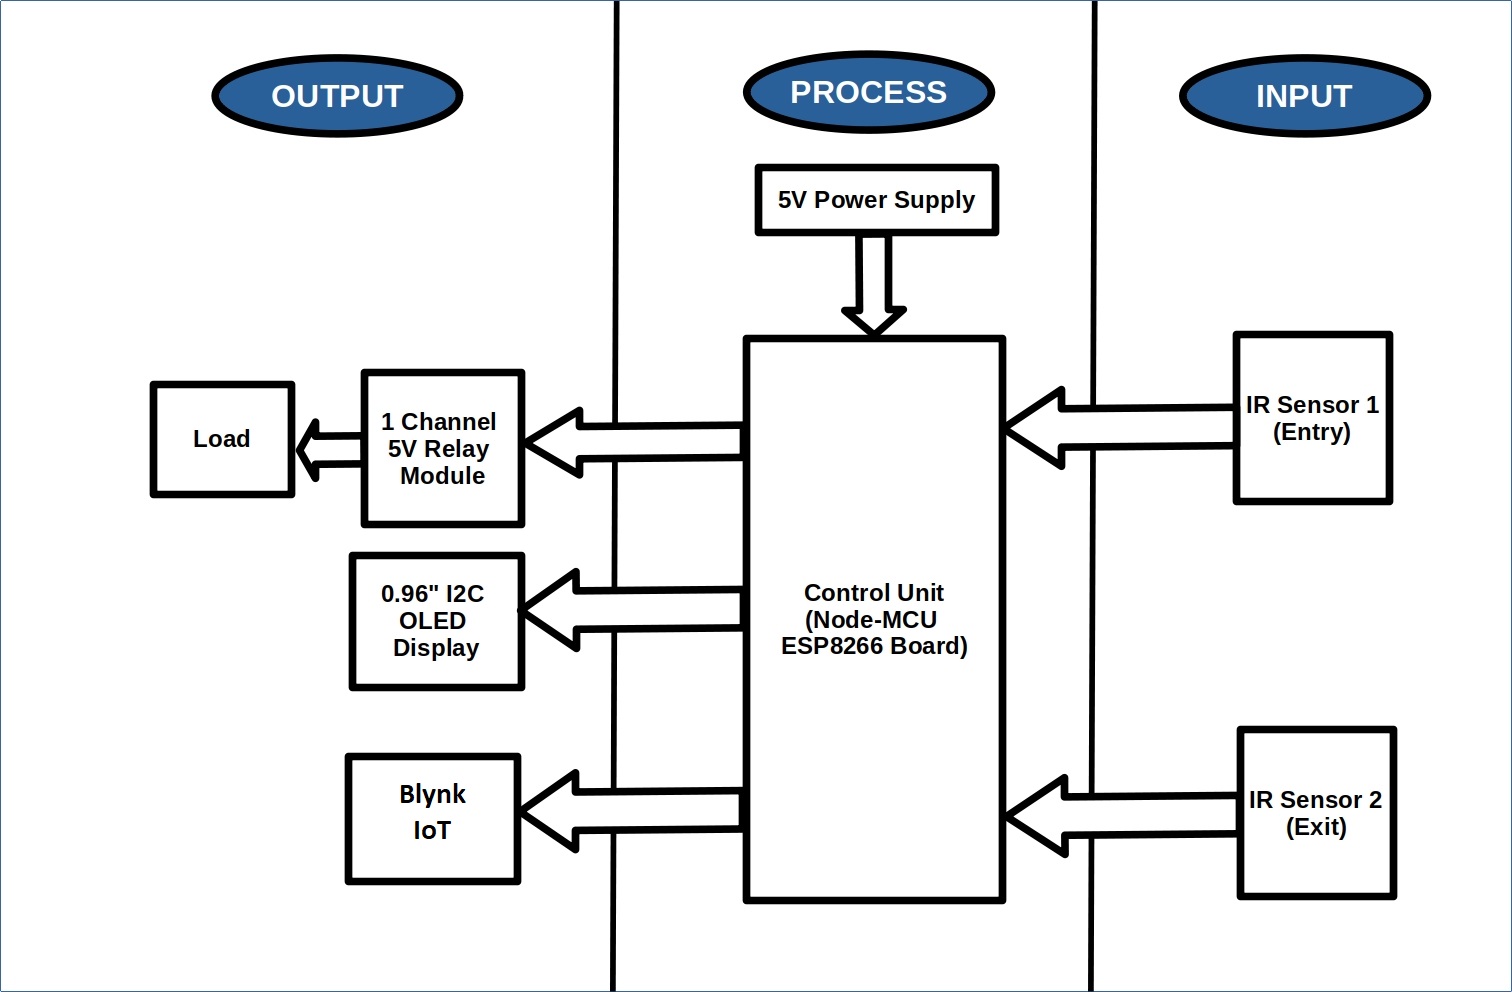 OUTPUT
PROCESS
INPUT
5V Power Supply
Load
1 Channel
5V Relay
Module
IR Sensor 1
(Entry)
0.96" I2C
OLED
Display
Control Unit
(Node-MCU
ESP8266 Board)
Blynk
IoT
IR Sensor 2
(Exit)